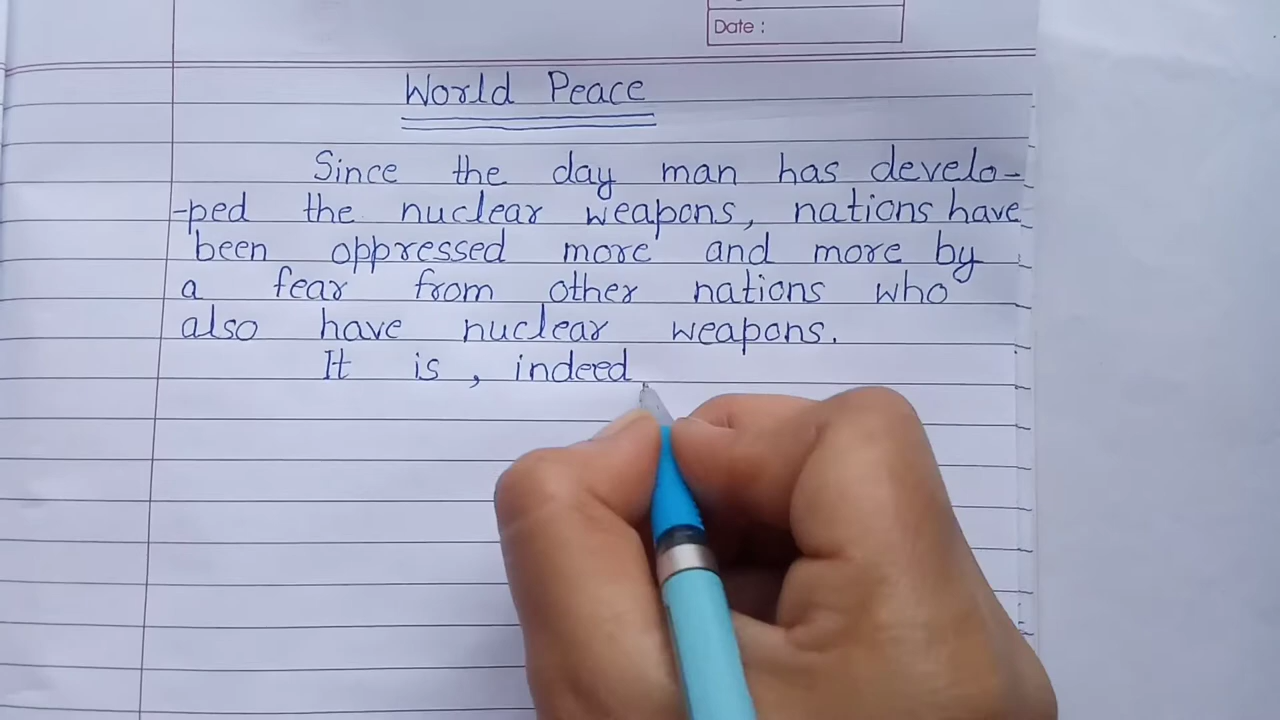 Date :
World Peace
Since the day man has develo-
-ped the nuclear weapons, nations have
been oppressed more and more by
a fear from other nations who
also have nuclear weapons.
It is, indeed